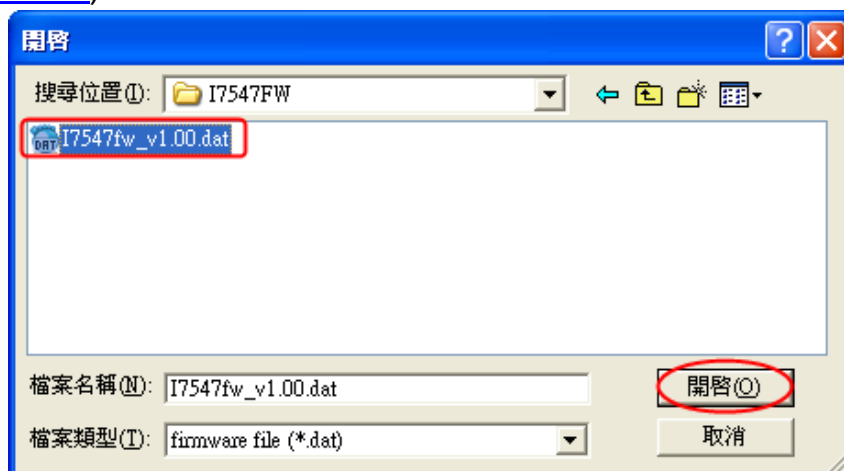 開啓
搜尋位置(I): I7547FW
DAT I7547fw_v1.00.dat
檔案名稱(N): I7547fw_v1.00.dat 開啓(O)
檔案類型(T): firmware file (*.dat) 取消